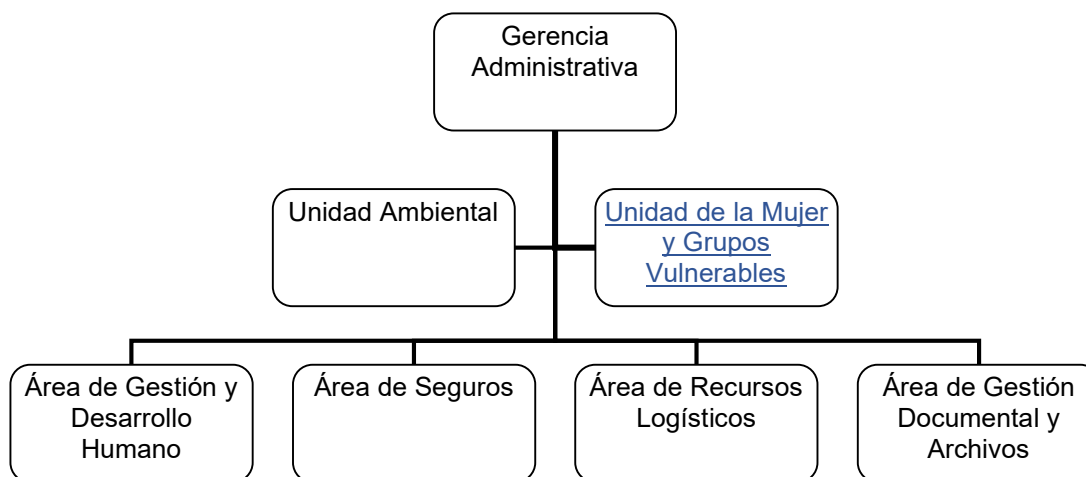 Gerencia
Administrativa
Unidad Ambiental
Unidad de la Mujer
y Grupos
Vulnerables
Área de Gestión y
Desarrollo
Humano
Área de Seguros
Área de Recursos
Logísticos
Área de Gestión
Documental y
Archivos